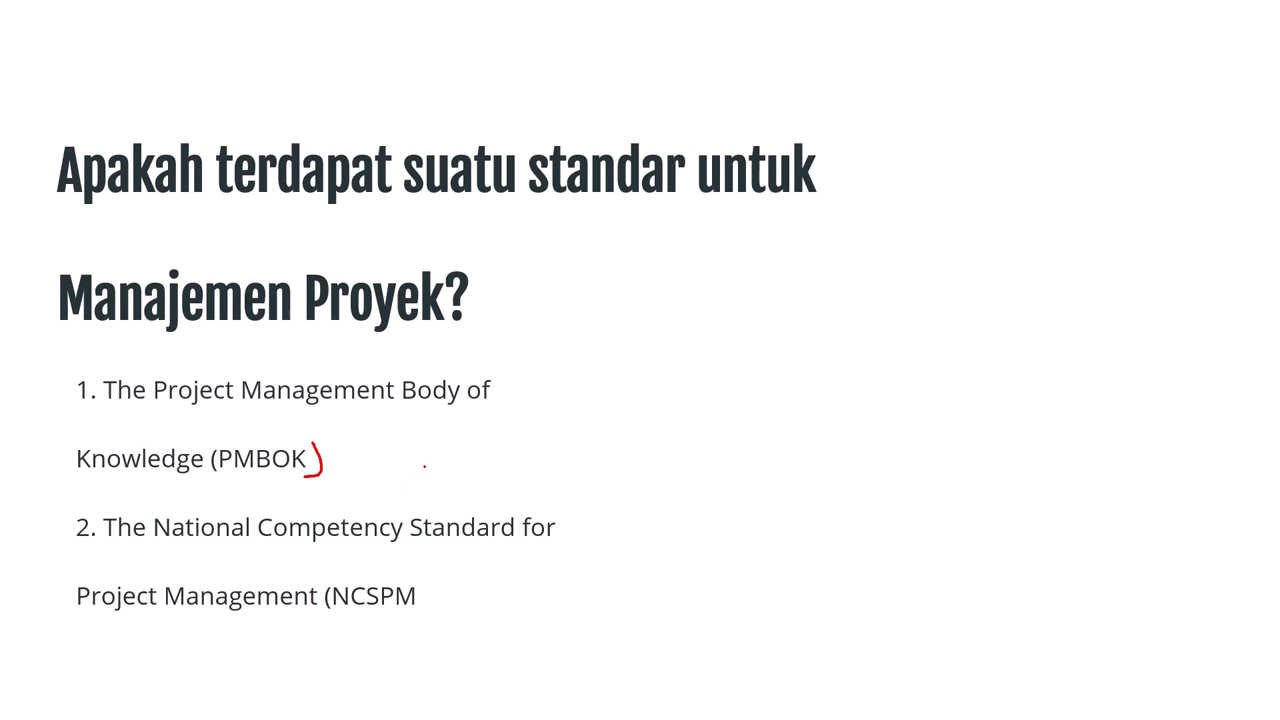 Apakah terdapat suatu standar untuk
Manajemen Proyek?
1. The Project Management Body of
Knowledge (PMBOK)
2. The National Competency Standard for
Project Management (NCSPM